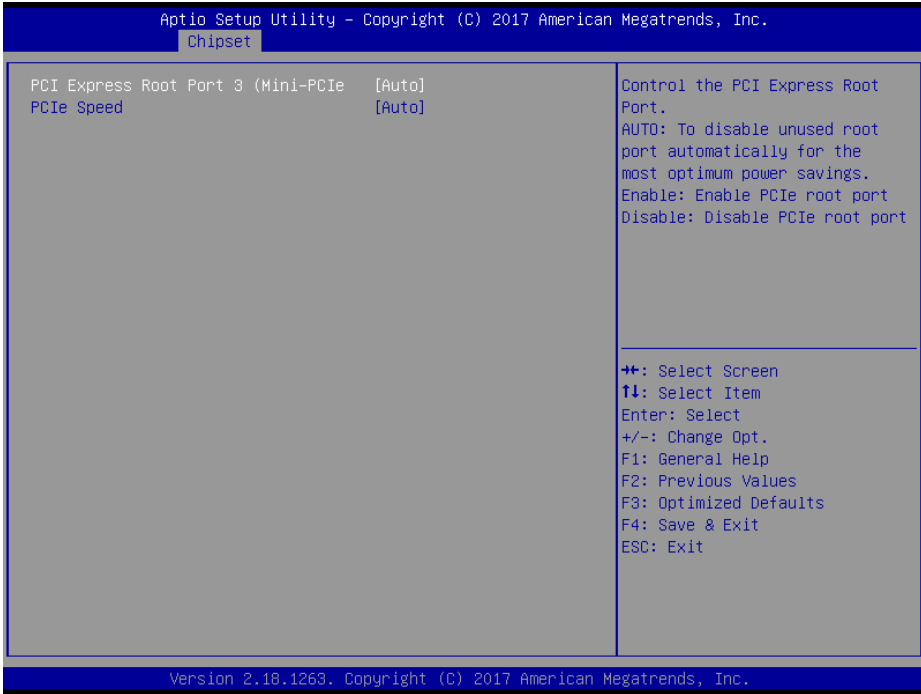 Aptio Setup Utility – Copyright (C) 2017 American Megatrends, Inc.
Chipset
PCI Express Root Port 3 (Mini-PCIe [Auto]
PCIe Speed [Auto]
Control the PCI Express Root
Port.
AUTO: To disable unused root
port automatically for the
most optimum power savings.
Enable: Enable PCIe root port
Disable: Disable PCIe root port
→←: Select Screen
↑↓: Select Item
Enter: Select
+/-: Change Opt.
F1: General Help
F2: Previous Values
F3: Optimized Defaults
F4: Save & Exit
ESC: Exit
Version 2.18.1263. Copyright (C) 2017 American Megatrends, Inc.